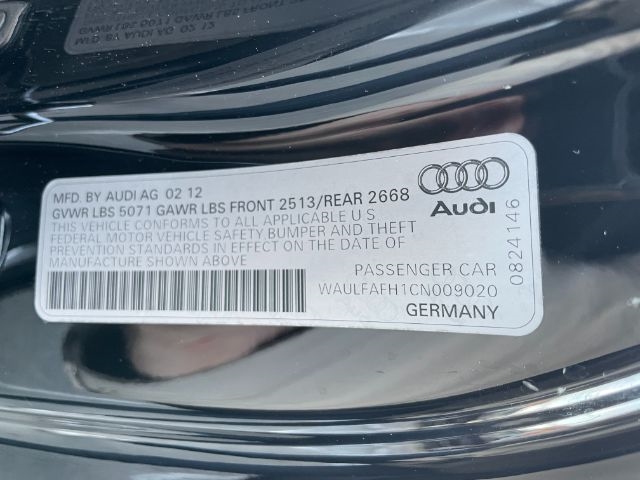 MFD. BY AUDI AG 02 12
GVWR LBS 5071 GAWR LBS FRONT 2513/REAR 2668
THIS VEHICLE CONFORMS TO ALL APPLICABLE U S
FEDERAL MOTOR VEHICLE SAFETY,BUMPER AND THEFT
PREVENTION STANDARDS IN EFFECT ON THE DATE OF
MANUFACTURE SHOWN ABOVE
Audi
0824146
PASSENGER CAR
WAULFAFH1CN009020
GERMANY